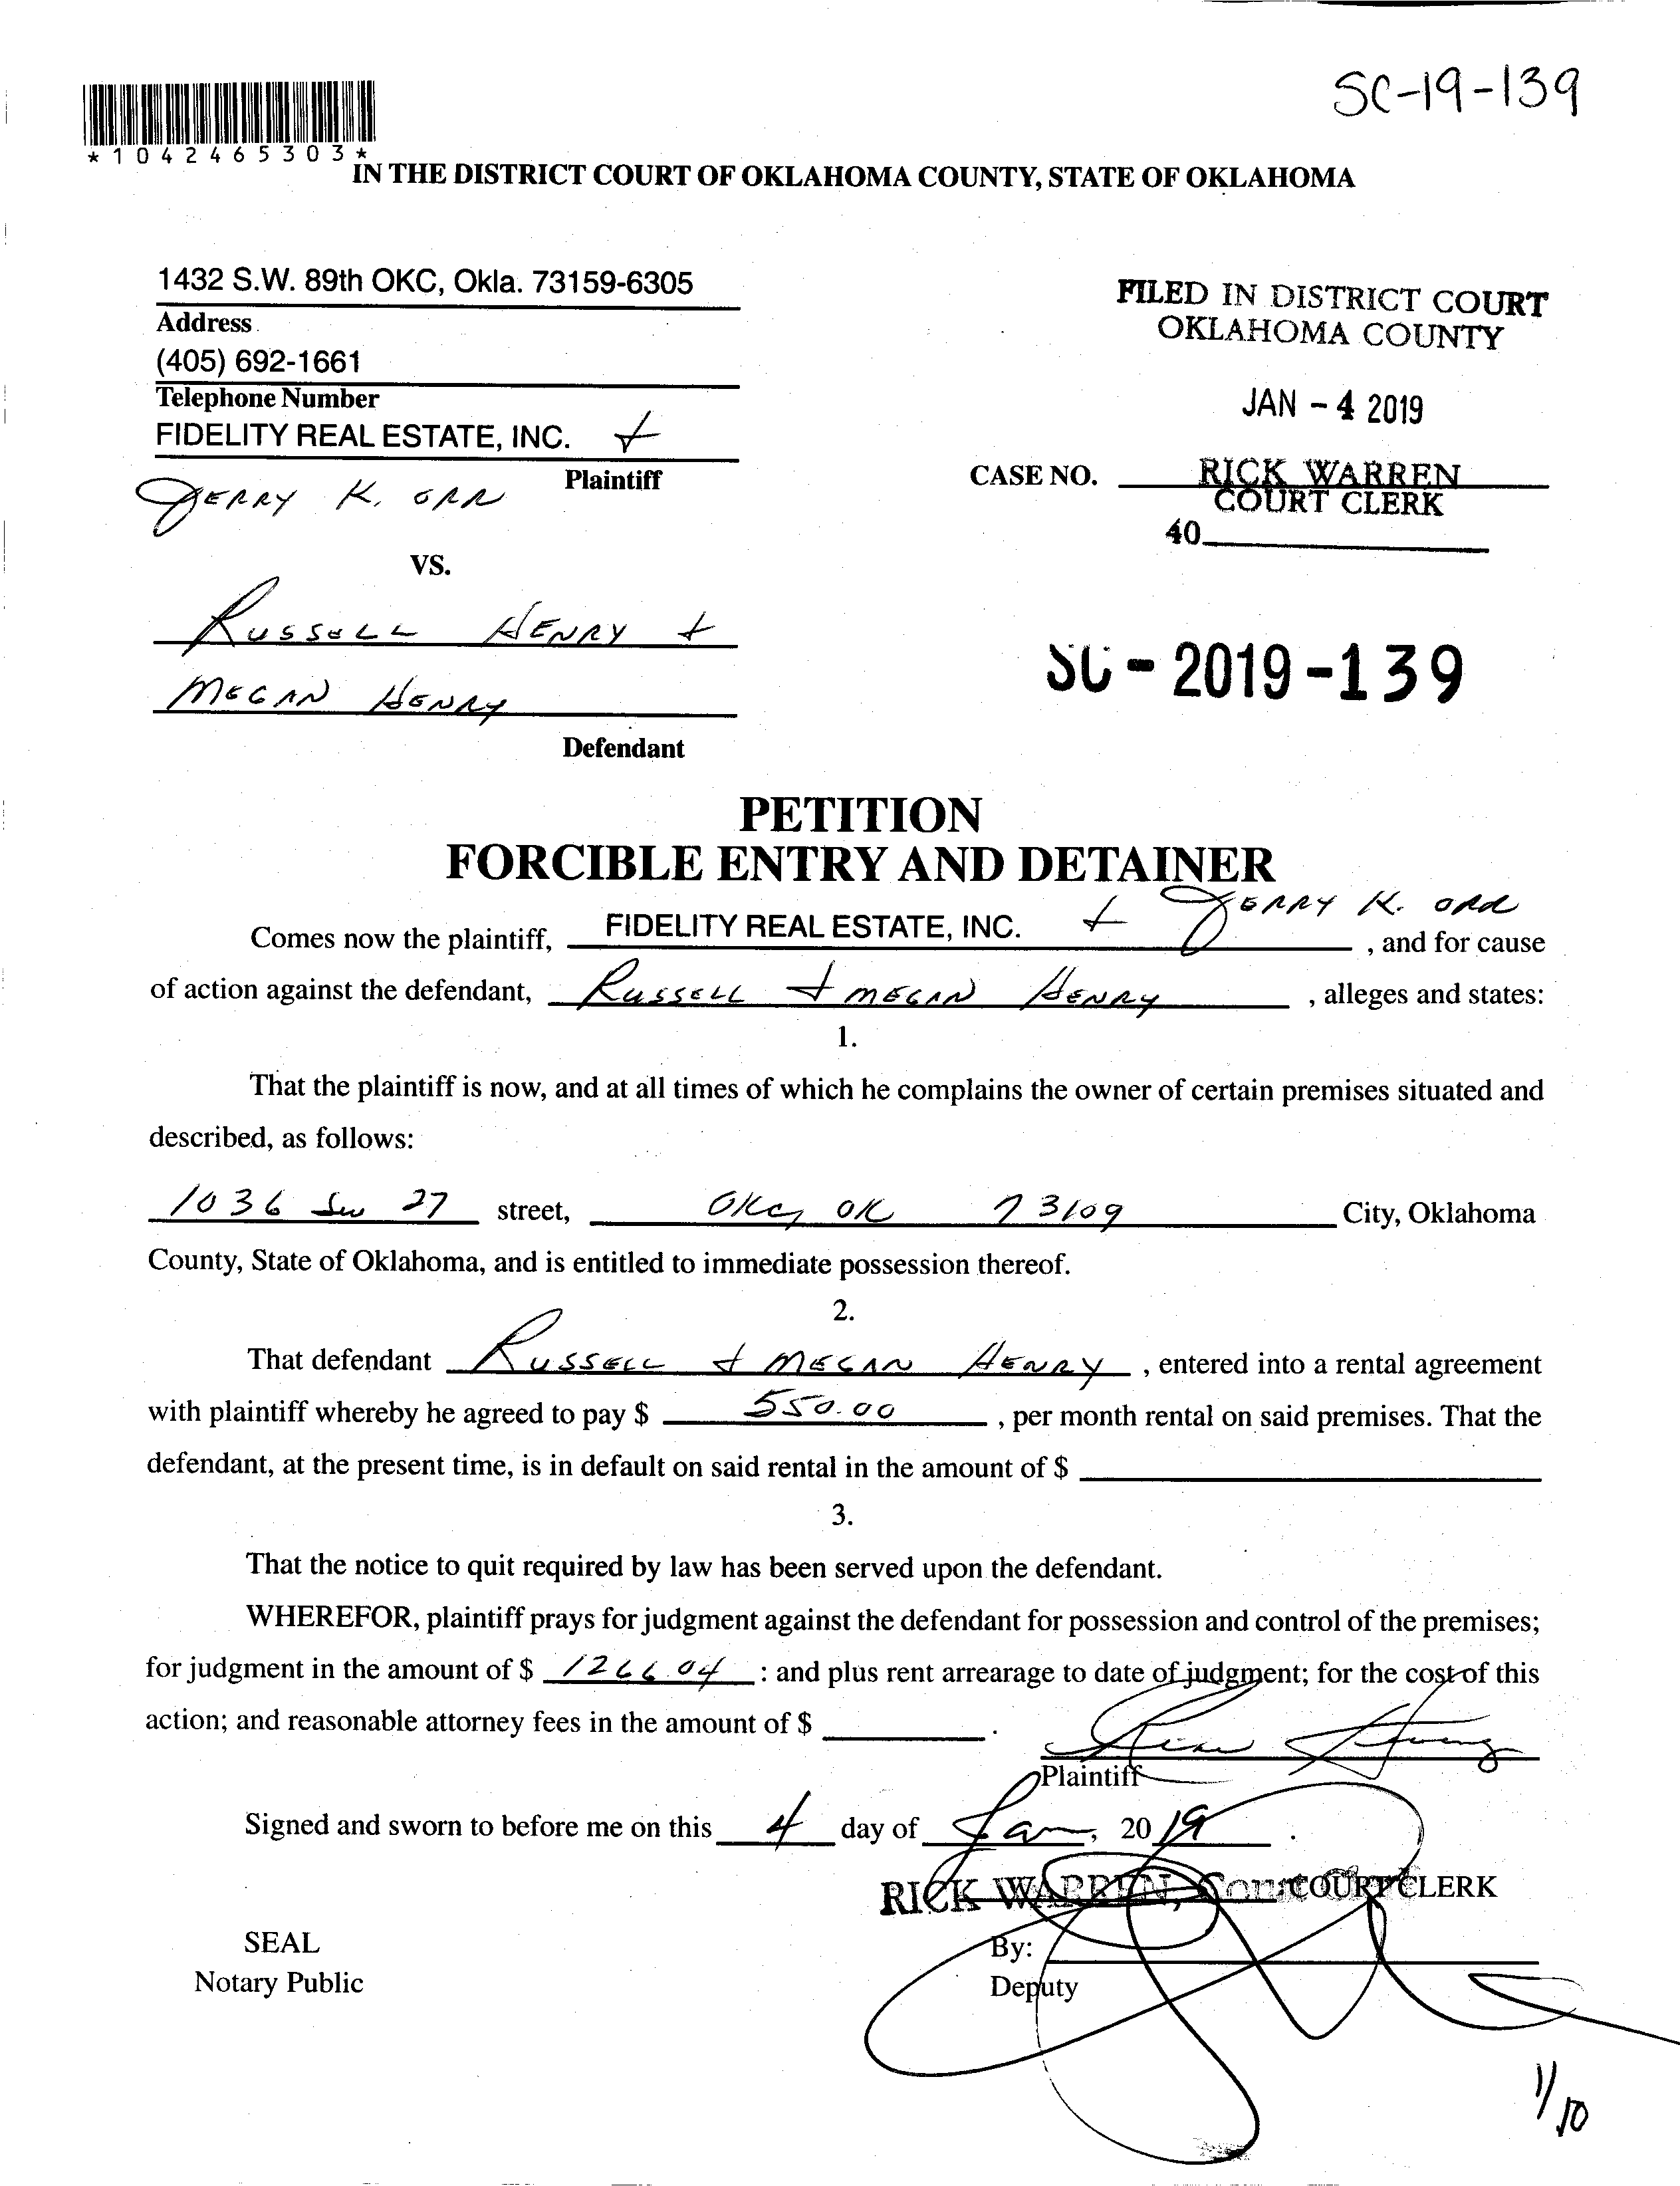 SC-19-139
*1042465303*
IN THE DISTRICT COURT OF OKLAHOMA COUNTY, STATE OF OKLAHOMA
1432 S.W. 89th OKC, Okla. 73159-6305
Address
(405) 692-1661
Telephone Number
FIDELITY REAL ESTATE, INC. +
Plaintiff
JERRY K. ORR
VS.
RUSSELL HENRY +
MEGAN HENRY
Defendant
FILED IN DISTRICT COURT
OKLAHOMA COUNTY
JAN - 4 2019
CASE NO. RICK WARREN
COURT CLERK
40
SC - 2019 - 139
PETITION
FORCIBLE ENTRY AND DETAINER
Comes now the plaintiff, FIDELITY REAL ESTATE, INC. + JERRY K. ORR , and for cause
of action against the defendant, RUSSELL + MEGAN HENRY , alleges and states:
1.
That the plaintiff is now, and at all times of which he complains the owner of certain premises situated and
described, as follows:
1036 SW 27 street, OKC, OK 73109 City, Oklahoma
County, State of Oklahoma, and is entitled to immediate possession thereof.
2.
That defendant RUSSELL + MEGAN HENRY , entered into a rental agreement
with plaintiff whereby he agreed to pay $ 550.00 , per month rental on said premises. That the
defendant, at the present time, is in default on said rental in the amount of $
3.
That the notice to quit required by law has been served upon the defendant.
WHEREFOR, plaintiff prays for judgment against the defendant for possession and control of the premises;
for judgment in the amount of $ 1266.04 : and plus rent arrearage to date of judgment; for the cost of this
action; and reasonable attorney fees in the amount of $ .
Plaintiff
Signed and sworn to before me on this 4 day of Jan, 2019 .
RICK WARREN, Court COURT CLERK
SEAL
Notary Public
By:
Deputy
1/10